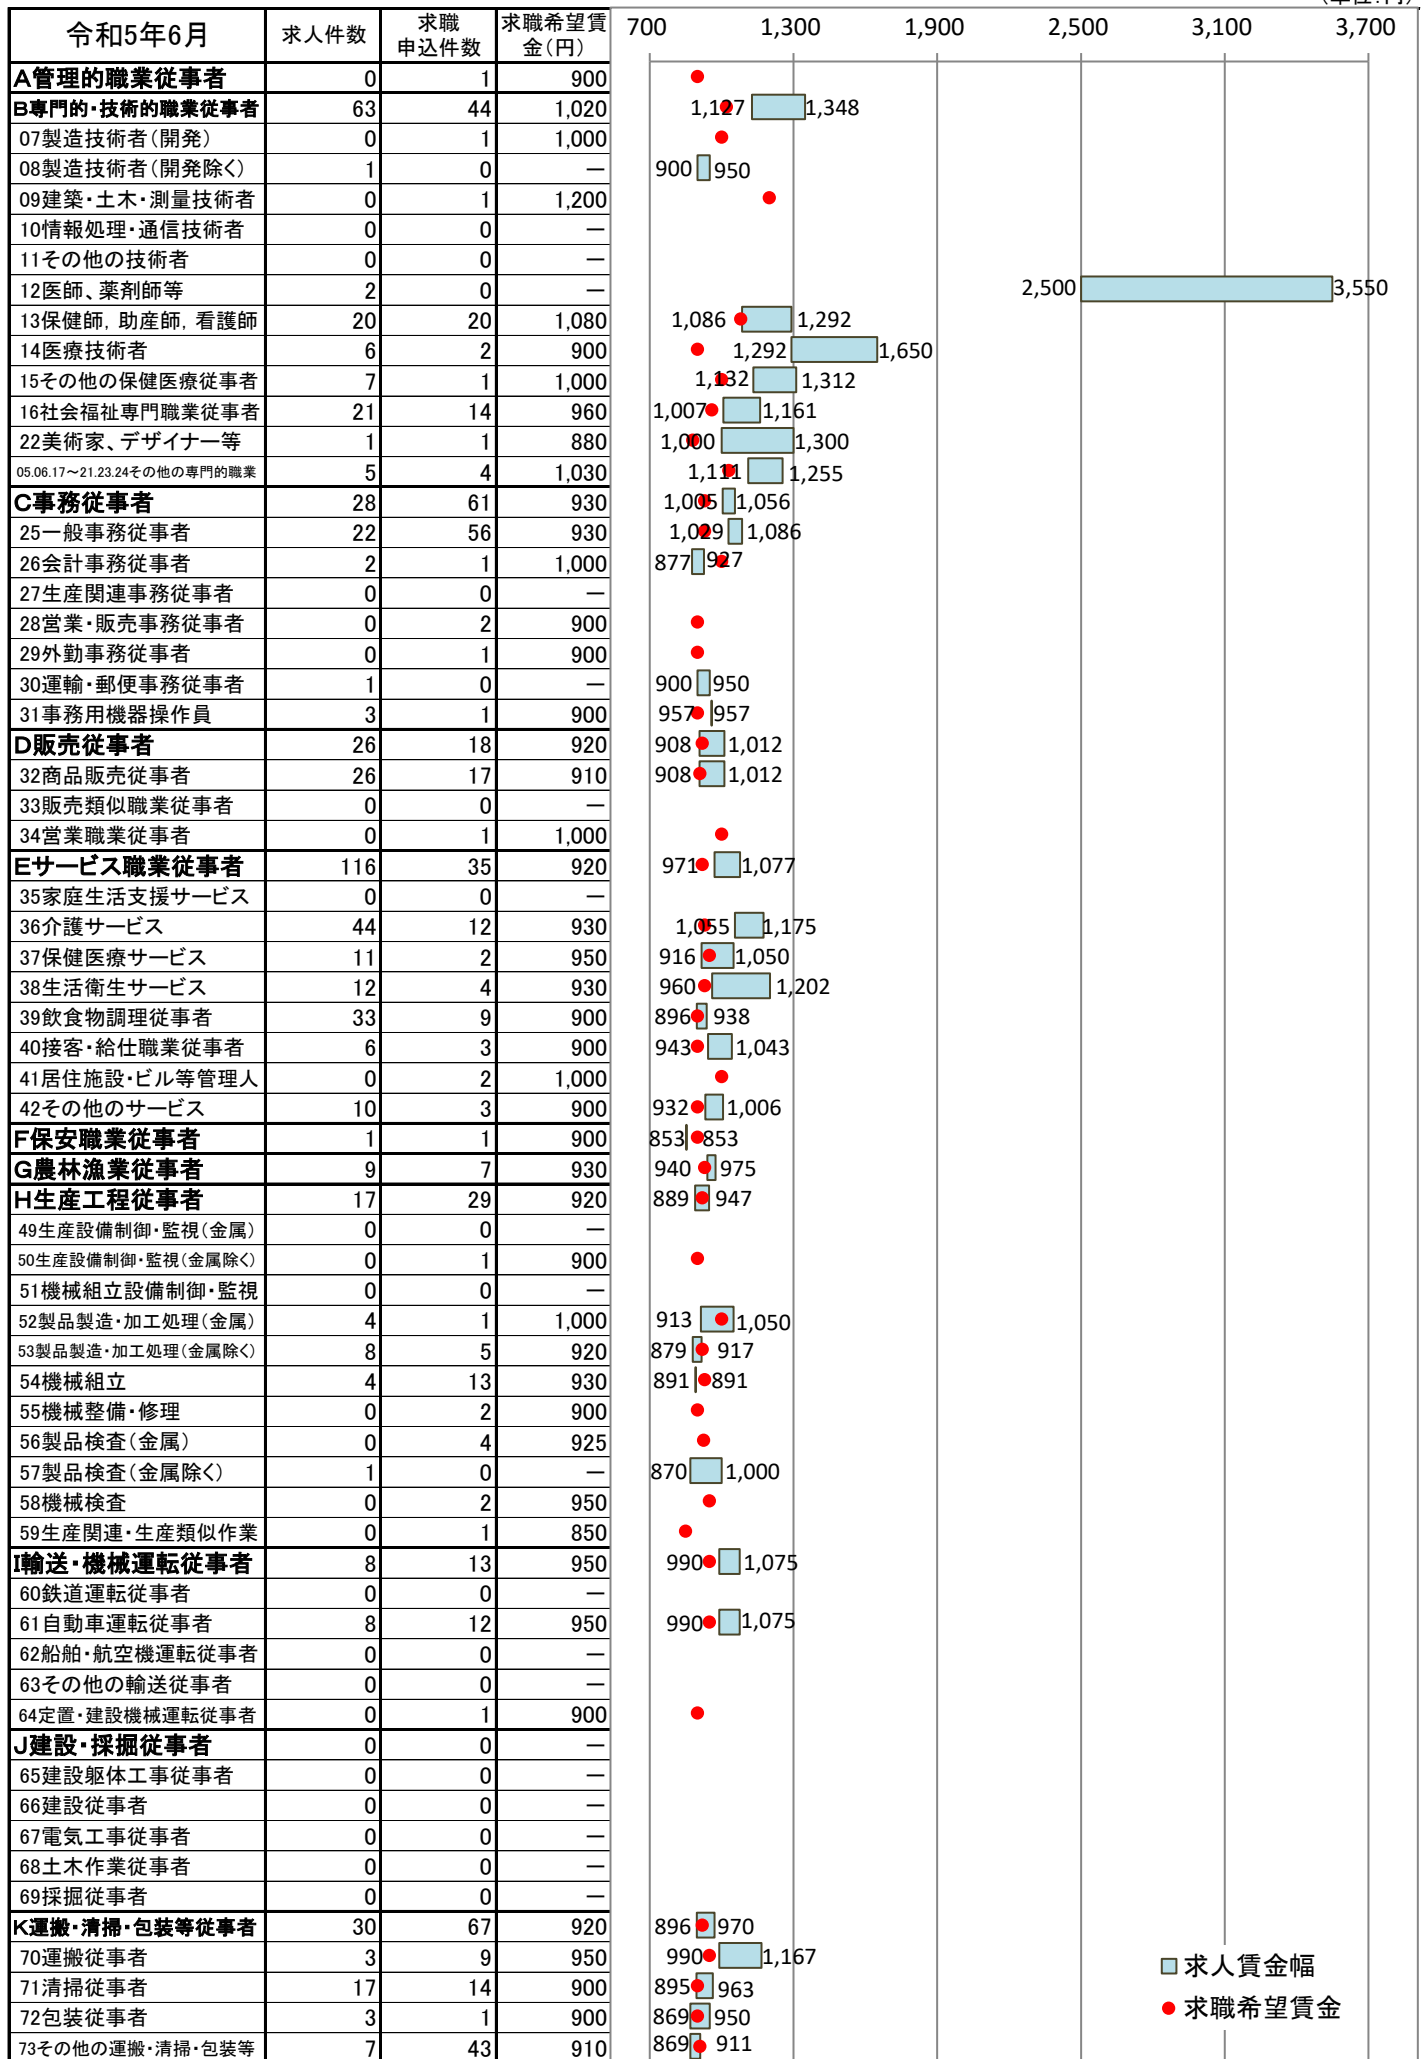 (単位:円)
令和5年6月 求人件数 求職申込件数 求職希望賃金(円) 700 1,300 1,900 2,500 3,100 3,700
A管理的職業従事者 0 1 900
B専門的・技術的職業従事者 63 44 1,020 1,127 1,348
07製造技術者(開発) 0 1 1,000
08製造技術者(開発除く) 1 0 ― 900 950
09建築・土木・測量技術者 0 1 1,200
10情報処理・通信技術者 0 0 ―
11その他の技術者 0 0 ―
12医師、薬剤師等 2 0 ― 2,500 3,550
13保健師,助産師,看護師 20 20 1,080 1,086 1,292
14医療技術者 6 2 900 1,292 1,650
15その他の保健医療従事者 7 1 1,000 1,132 1,312
16社会福祉専門職業従事者 21 14 960 1,007 1,161
22美術家、デザイナー等 1 1 880 1,000 1,300
05.06.17～21.23.24その他の専門的職業 5 4 1,030 1,111 1,255
C事務従事者 28 61 930 1,005 1,056
25一般事務従事者 22 56 930 1,029 1,086
26会計事務従事者 2 1 1,000 877 927
27生産関連事務従事者 0 0 ―
28営業・販売事務従事者 0 2 900
29外勤事務従事者 0 1 900
30運輸・郵便事務従事者 1 0 ― 900 950
31事務用機器操作員 3 1 900 957 957
D販売従事者 26 18 920 908 1,012
32商品販売従事者 26 17 910 908 1,012
33販売類似職業従事者 0 0 ―
34営業職業従事者 0 1 1,000
Eサービス職業従事者 116 35 920 971 1,077
35家庭生活支援サービス 0 0 ―
36介護サービス 44 12 930 1,055 1,175
37保健医療サービス 11 2 950 916 1,050
38生活衛生サービス 12 4 930 960 1,202
39飲食物調理従事者 33 9 900 896 938
40接客・給仕職業従事者 6 3 900 943 1,043
41居住施設・ビル等管理人 0 2 1,000
42その他のサービス 10 3 900 932 1,006
F保安職業従事者 1 1 900 853 853
G農林漁業従事者 9 7 930 940 975
H生産工程従事者 17 29 920 889 947
49生産設備制御・監視(金属) 0 0 ―
50生産設備制御・監視(金属除く) 0 1 900
51機械組立設備制御・監視 0 0 ―
52製品製造・加工処理(金属) 4 1 1,000 913 1,050
53製品製造・加工処理(金属除く) 8 5 920 879 917
54機械組立 4 13 930 891 891
55機械整備・修理 0 2 900
56製品検査(金属) 0 4 925
57製品検査(金属除く) 1 0 ― 870 1,000
58機械検査 0 2 950
59生産関連・生産類似作業 0 1 850
I輸送・機械運転従事者 8 13 950 990 1,075
60鉄道運転従事者 0 0 ―
61自動車運転従事者 8 12 950 990 1,075
62船舶・航空機運転従事者 0 0 ―
63その他の輸送従事者 0 0 ―
64定置・建設機械運転従事者 0 1 900
J建設・採掘従事者 0 0 ―
65建設躯体工事従事者 0 0 ―
66建設従事者 0 0 ―
67電気工事従事者 0 0 ―
68土木作業従事者 0 0 ―
69採掘従事者 0 0 ―
K運搬・清掃・包装等従事者 30 67 920 896 970
70運搬従事者 3 9 950 990 1,167
71清掃従事者 17 14 900 895 963
72包装従事者 3 1 900 869 950
73その他の運搬・清掃・包装等 7 43 910 869 911
求人賃金幅
求職希望賃金